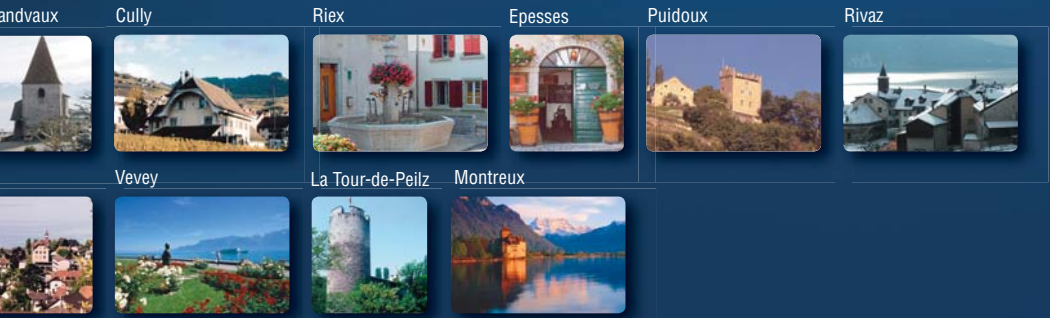 andvaux Cully Riex Epesses Puidoux Rivaz
Vevey La Tour-de-Peilz Montreux